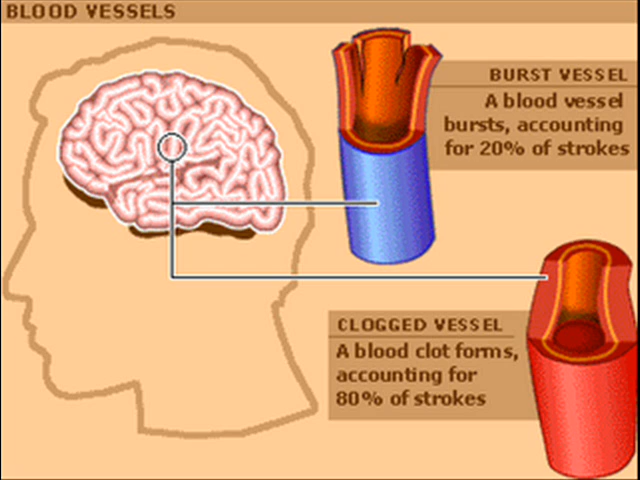 BLOOD VESSELS
BURST VESSEL
A blood vessel
bursts, accounting
for 20% of strokes
CLOGGED VESSEL
A blood clot forms,
accounting for
80% of strokes